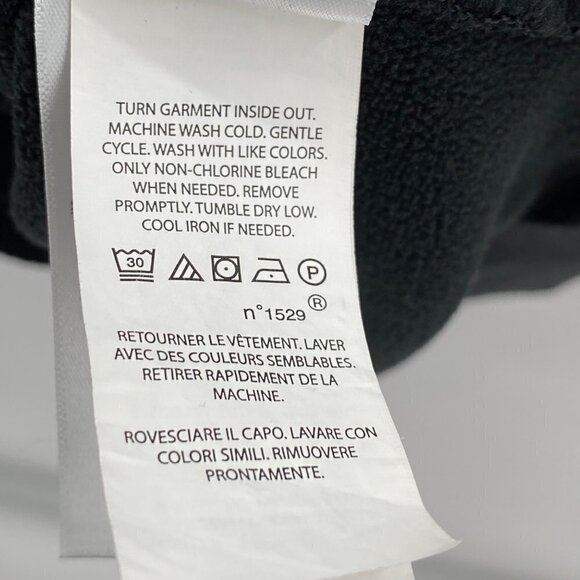 TURN GARMENT INSIDE OUT.
MACHINE WASH COLD. GENTLE
CYCLE. WASH WITH LIKE COLORS.
ONLY NON-CHLORINE BLEACH
WHEN NEEDED. REMOVE
PROMPTLY. TUMBLE DRY LOW.
COOL IRON IF NEEDED.
30 P
n°1529 ®
RETOURNER LE VÊTEMENT. LAVER
AVEC DES COULEURS SEMBLABLES.
RETIRER RAPIDEMENT DE LA
MACHINE.
ROVESCIARE IL CAPO. LAVARE CON
COLORI SIMILI. RIMUOVERE
PRONTAMENTE.